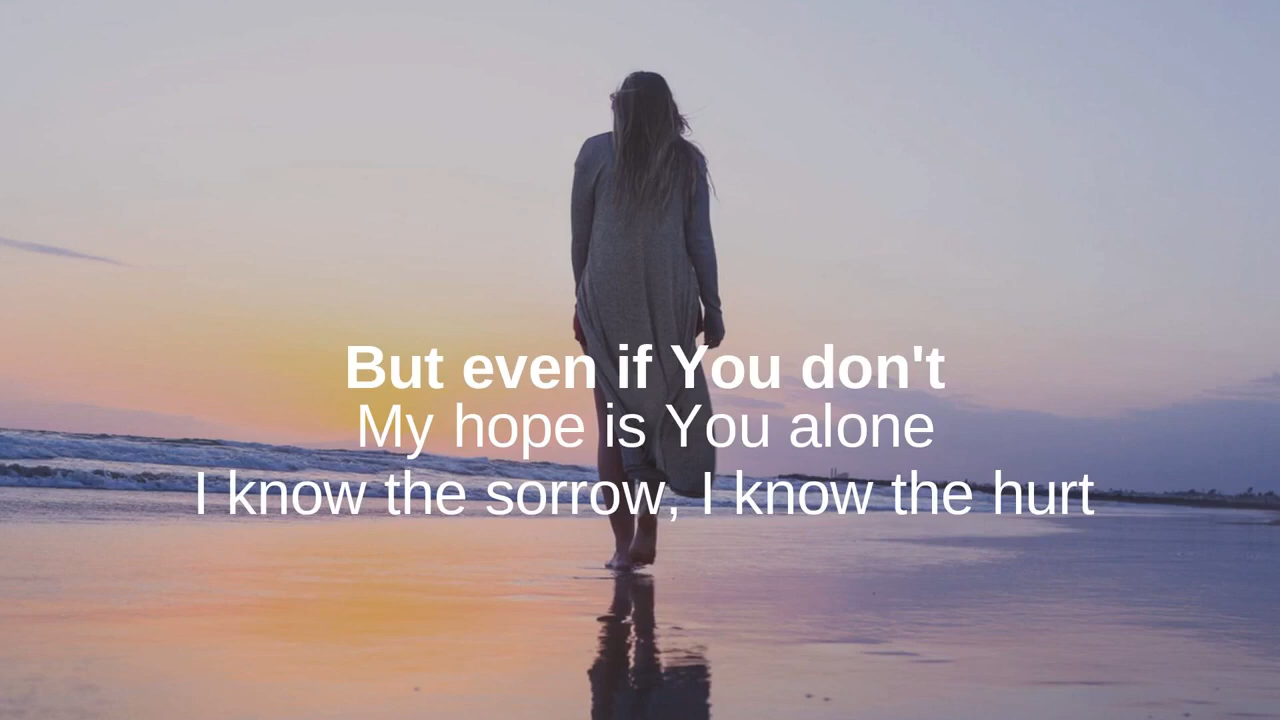 But even if You don't
My hope is You alone
I know the sorrow, I know the hurt